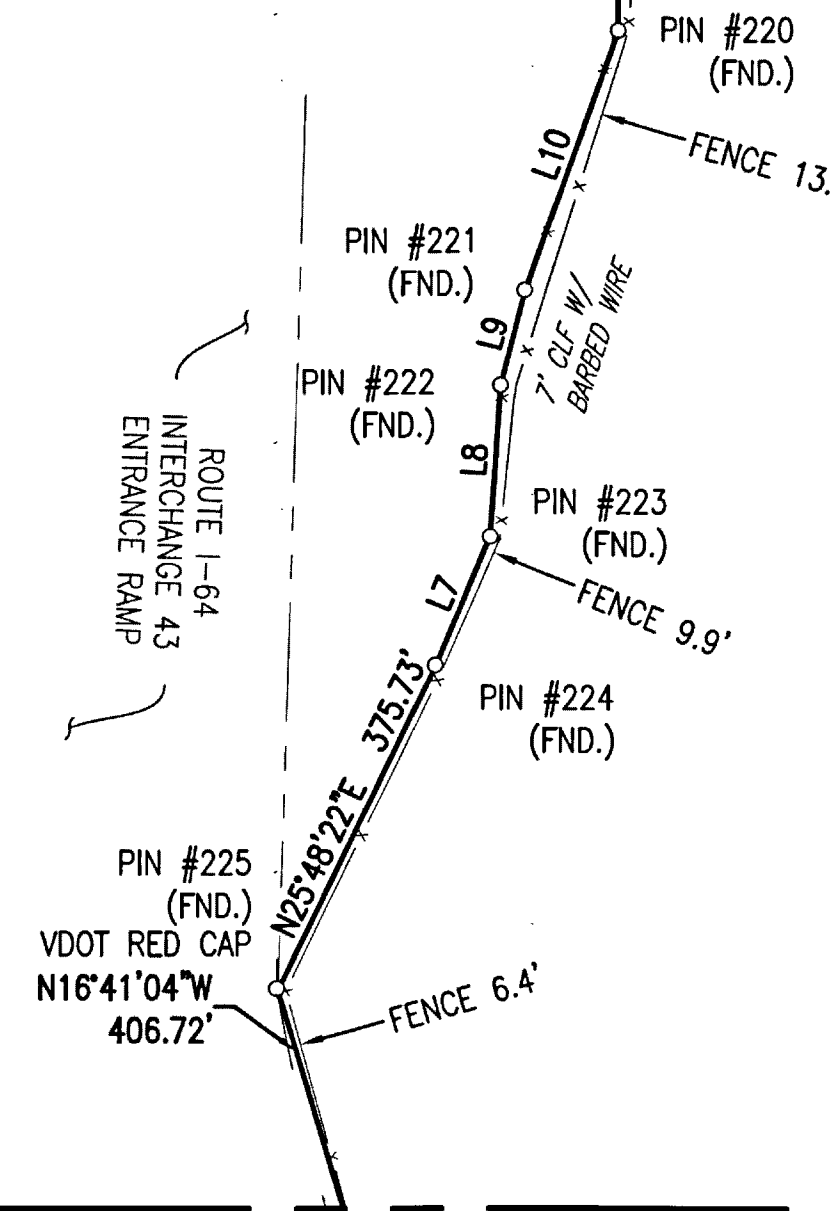 PIN #220
(FND.)
L10
FENCE 13.
PIN #221
(FND.)
L9
7' CLF W/
BARBED WIRE
PIN #222
(FND.)
L8
ROUTE I-64
INTERCHANGE 43
ENTRANCE RAMP
PIN #223
(FND.)
L7
FENCE 9.9'
PIN #224
(FND.)
N25°48'22"E 375.73'
PIN #225
(FND.)
VDOT RED CAP
N16°41'04"W
406.72'
FENCE 6.4'